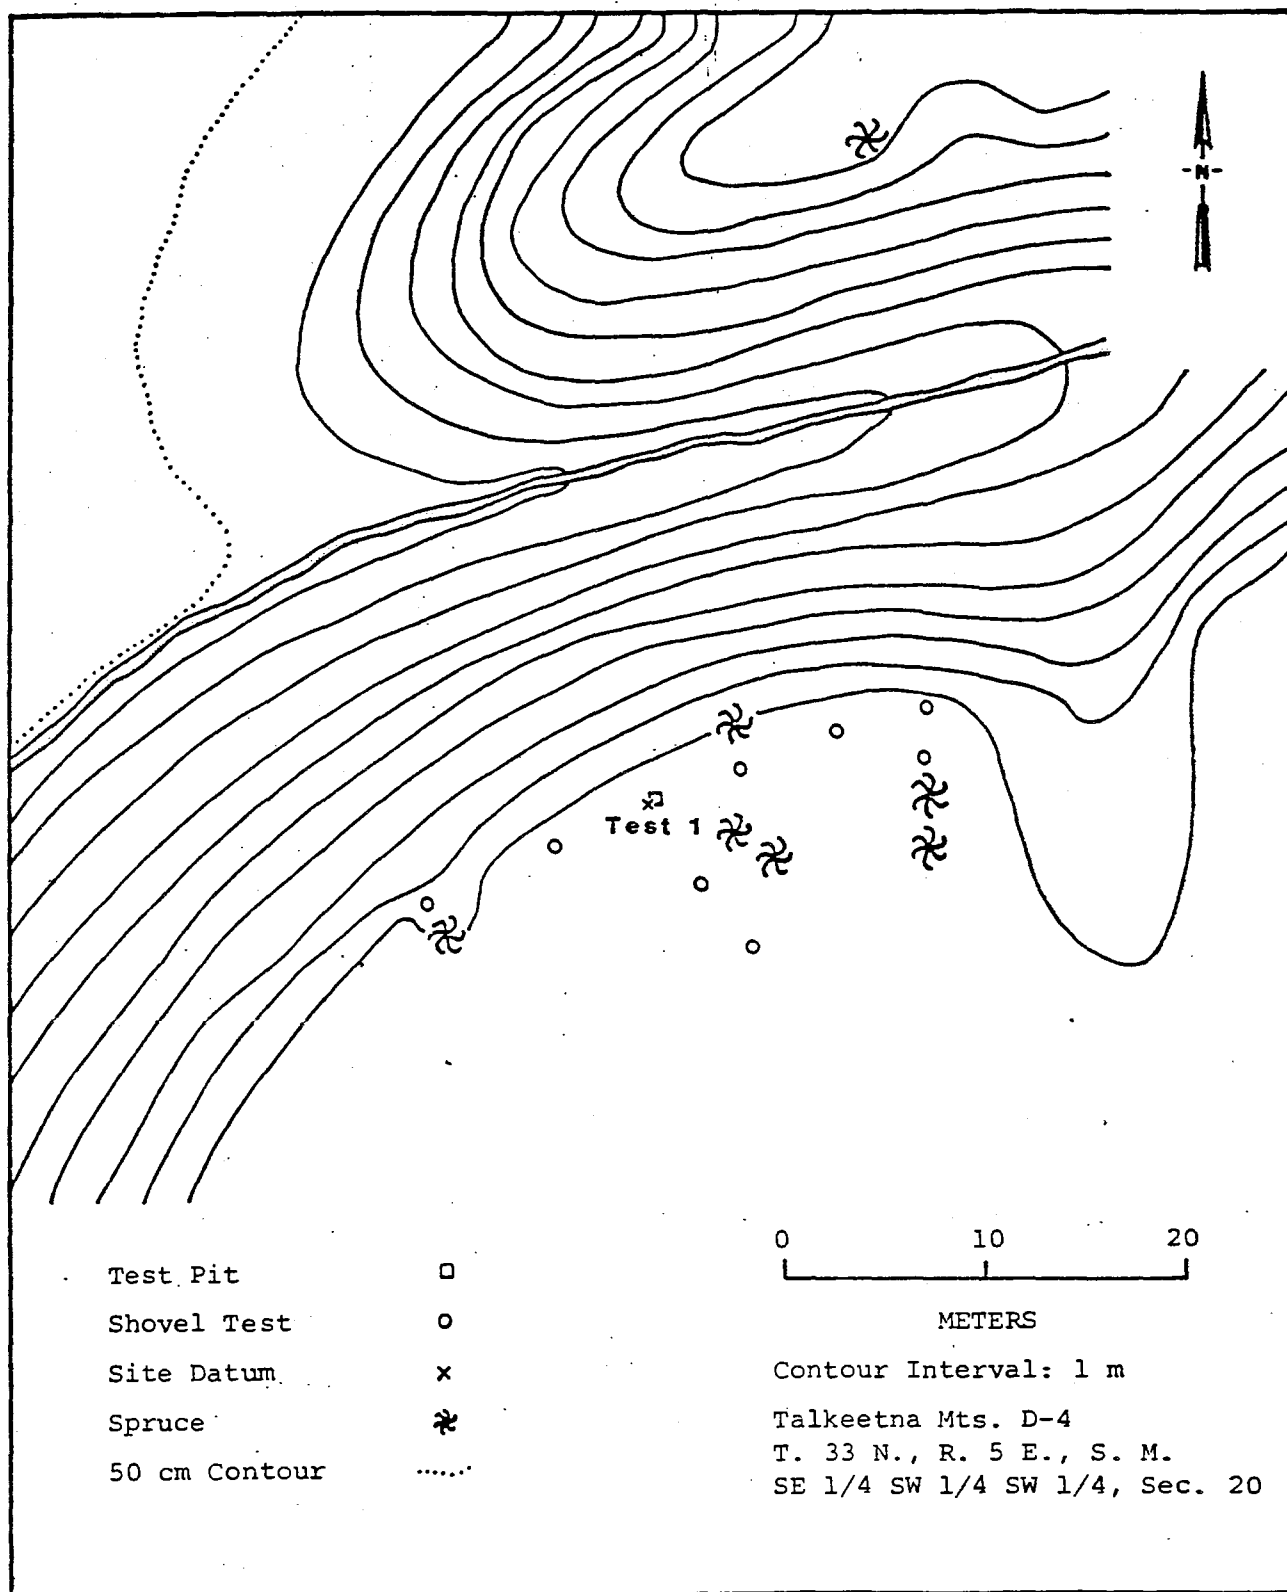 -N-
Test 1
Test Pit
Shovel Test
Site Datum
Spruce
50 cm Contour
0 10 20
METERS
Contour Interval: 1 m
Talkeetna Mts. D-4
T. 33 N., R. 5 E., S. M.
SE 1/4 SW 1/4 SW 1/4, Sec. 20